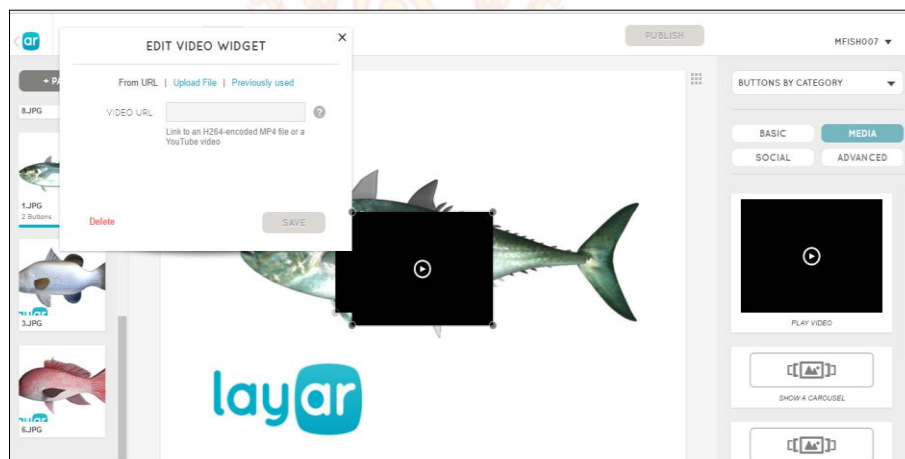 ar
EDIT VIDEO WIDGET
×
PUBLISH
MFISH007
From URL | Upload File | Previously used
VIDEO URL
?
Link to an H264-encoded MP4 file or a
YouTube video
Delete
SAVE
+ PA
8.JPG
1.JPG
2 Buttons
3.JPG
6.JPG
layar
BUTTONS BY CATEGORY
BASIC
MEDIA
SOCIAL
ADVANCED
PLAY VIDEO
SHOW A CAROUSEL